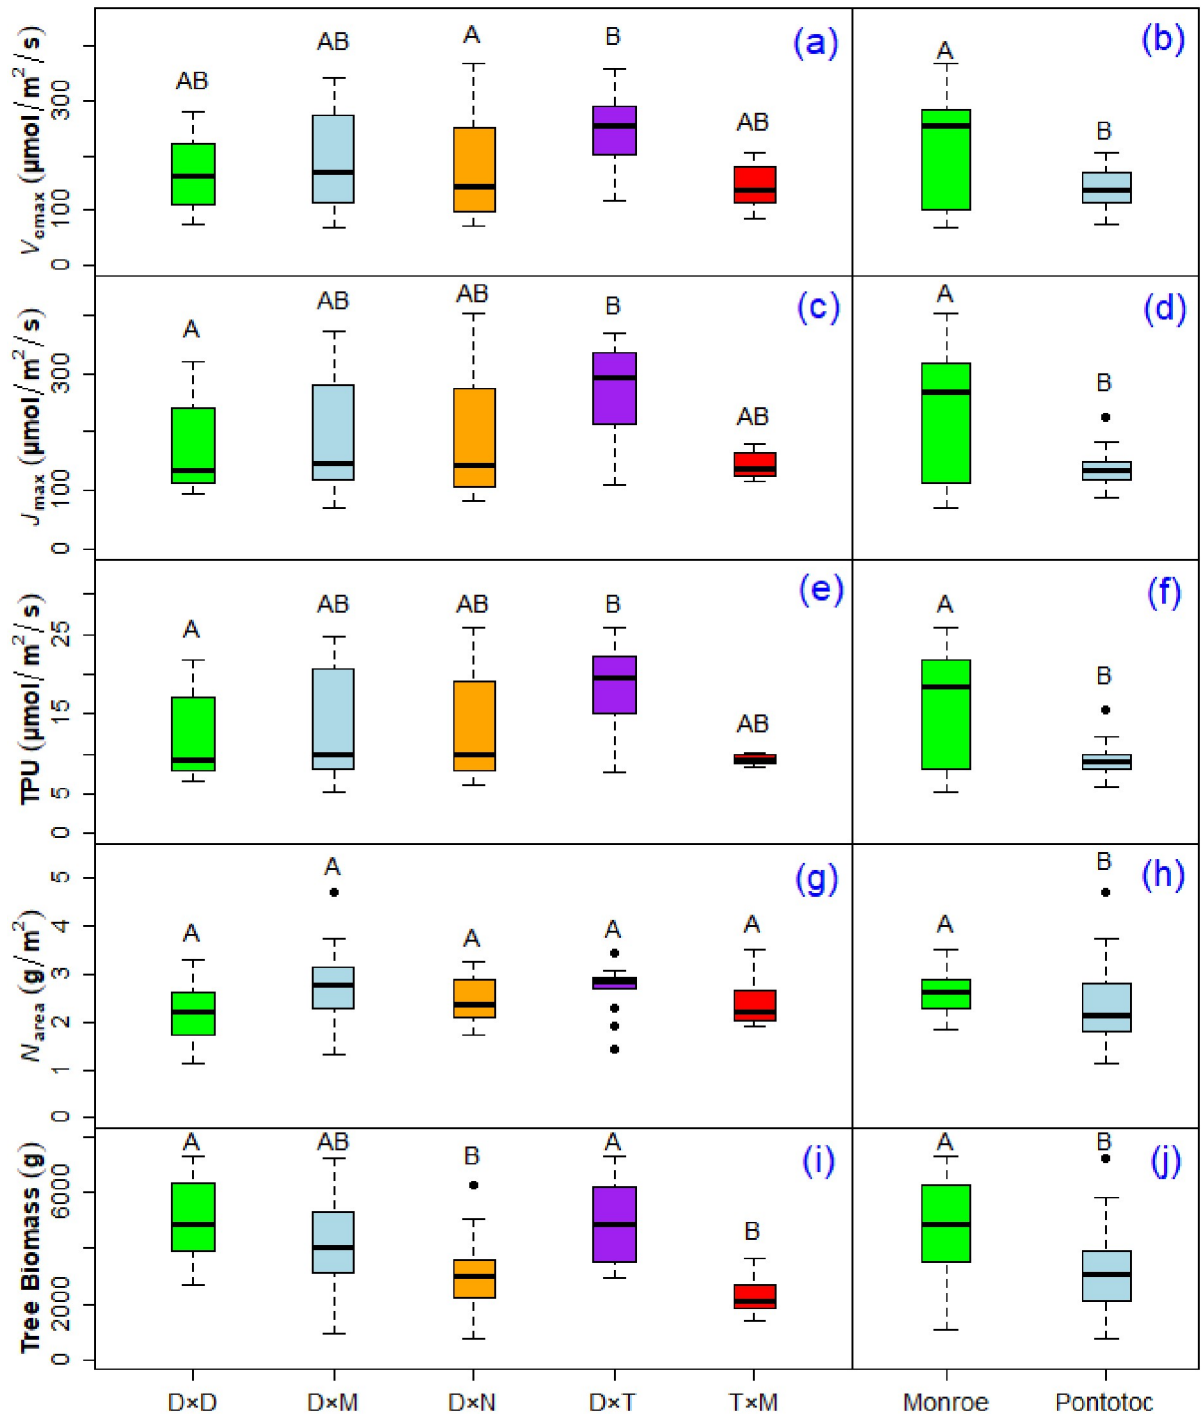 AB AB A B AB (a)
A B (b)
Vcmax (µmol/m²/s)
300
100
0
A AB AB B AB (c)
A B (d)
Jmax (µmol/m²/s)
300
100
0
A AB AB B AB (e)
A B (f)
TPU (µmol/m²/s)
25
15
5
0
A A A A A (g)
A B (h)
Narea (g/m²)
5
4
3
2
1
0
A AB B A B (i)
A B (j)
Tree Biomass (g)
6000
2000
0
D×D D×M D×N D×T T×M Monroe Pontotoc